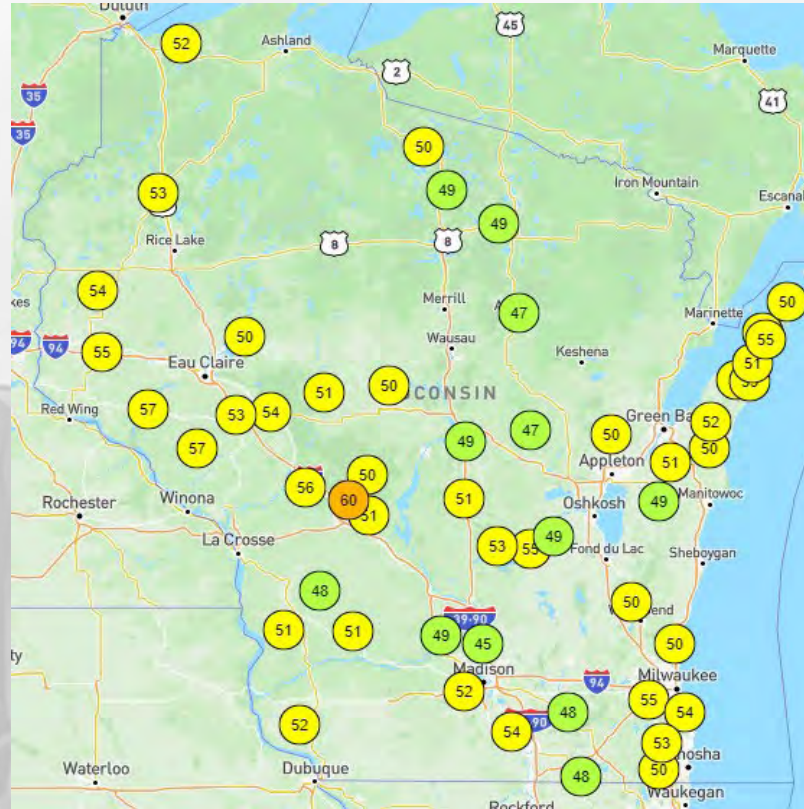 Duluth
45
52
Ashland
Marquette
2
35
41
35
50
53
49
Iron Mountain
Escanab
49
Rice Lake
8
8
54
Merrill
47
50
Marinette
94
94
55
50
Wausau
55
Keshena
51
Eau Claire
51
50
CONSIN
Red Wing
57
53
54
52
47
Green Ba
50
49
57
50
51
Appleton
50
56
60
51
51
49
Rochester
Winona
Oshkosh
Manitowoc
La Crosse
53
55
49
Fond du Lac
Sheboygan
48
50
end
39-90
51
51
49
45
50
ty
Madison
94
Milwaukee
52
55
52
54
90
48
54
53
50
osha
Waterloo
Dubuque
48
Waukegan
Rockford